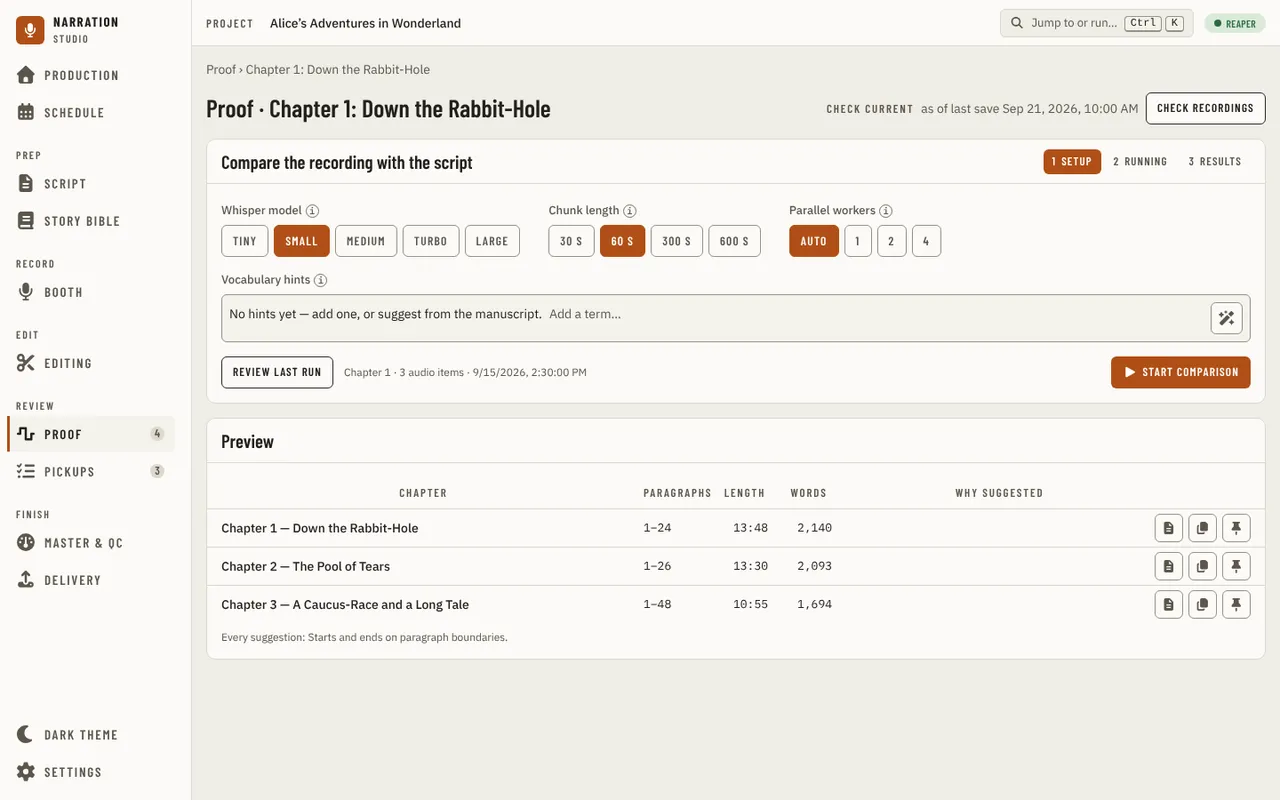 NARRATION
STUDIO
PRODUCTION
SCHEDULE
PREP
SCRIPT
STORY BIBLE
RECORD
BOOTH
EDIT
EDITING
REVIEW
PROOF 4
PICKUPS 3
FINISH
MASTER & QC
DELIVERY
DARK THEME
SETTINGS
PROJECT Alice's Adventures in Wonderland
Jump to or run... Ctrl K
REAPER
Proof › Chapter 1: Down the Rabbit-Hole
Proof · Chapter 1: Down the Rabbit-Hole
CHECK CURRENT as of last save Sep 21, 2026, 10:00 AM CHECK RECORDINGS
Compare the recording with the script
1 SETUP 2 RUNNING 3 RESULTS
Whisper model Chunk length Parallel workers
TINY SMALL MEDIUM TURBO LARGE 30 S 60 S 300 S 600 S AUTO 1 2 4
Vocabulary hints
No hints yet — add one, or suggest from the manuscript. Add a term...
REVIEW LAST RUN Chapter 1 · 3 audio items · 9/15/2026, 2:30:00 PM START COMPARISON
Preview
CHAPTER PARAGRAPHS LENGTH WORDS WHY SUGGESTED
Chapter 1 — Down the Rabbit-Hole 1–24 13:48 2,140
Chapter 2 — The Pool of Tears 1–26 13:30 2,093
Chapter 3 — A Caucus-Race and a Long Tale 1–48 10:55 1,694
Every suggestion: Starts and ends on paragraph boundaries.